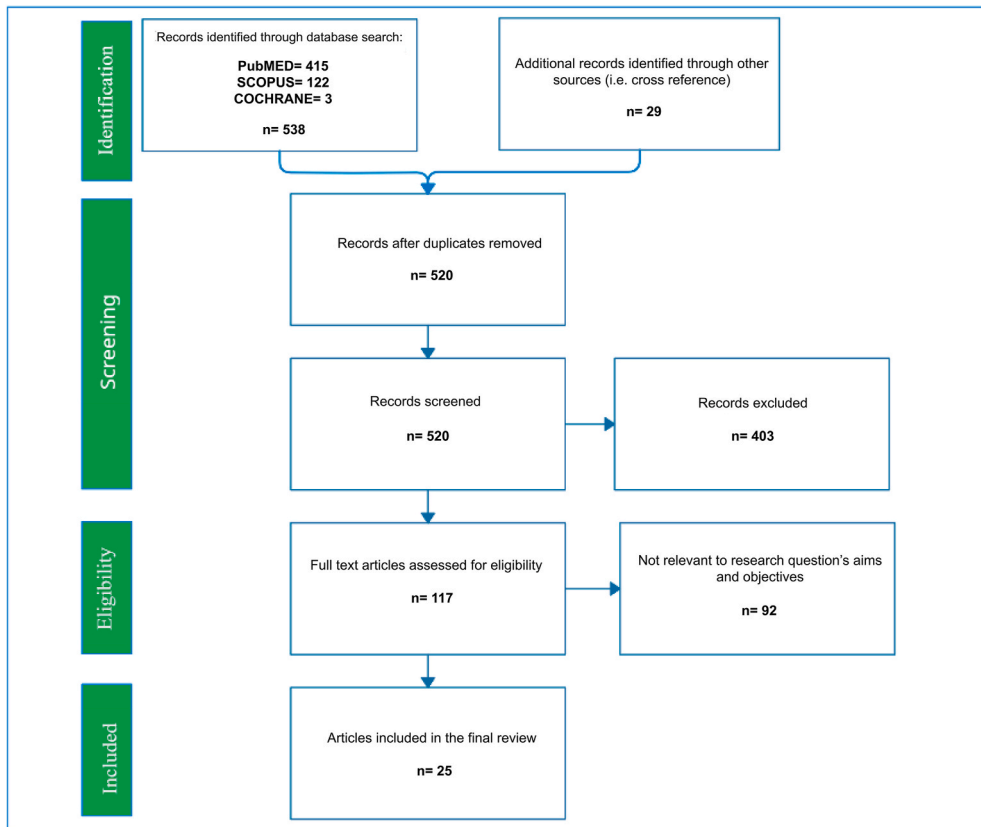 Identification
Records identified through database search:
PubMED= 415
SCOPUS= 122
COCHRANE= 3
n= 538
Additional records identified through other
sources (i.e. cross reference)
n= 29
Screening
Records after duplicates removed
n= 520
Records screened
n= 520
Records excluded
n= 403
Eligibility
Full text articles assessed for eligibility
n= 117
Not relevant to research question’s aims
and objectives
n= 92
Included
Articles included in the final review
n= 25